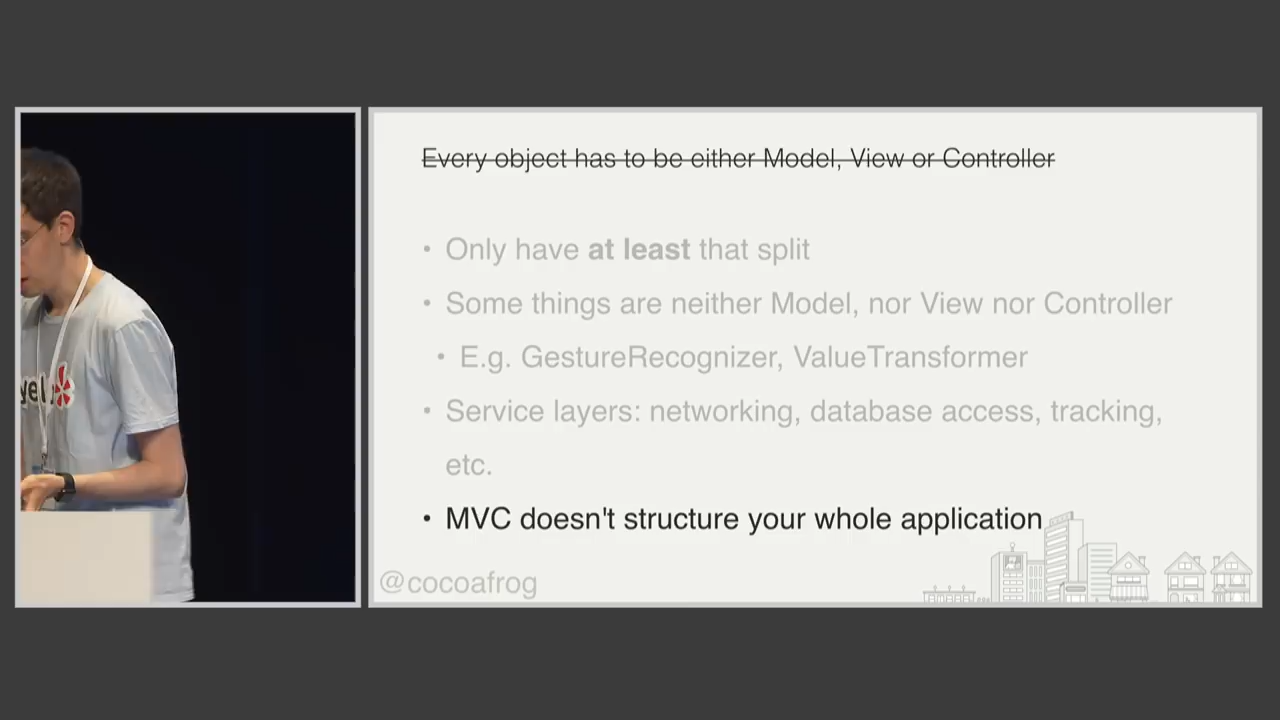 Every object has to be either Model, View or Controller
• Only have at least that split
• Some things are neither Model, nor View nor Controller
• E.g. GestureRecognizer, ValueTransformer
• Service layers: networking, database access, tracking,
etc.
• MVC doesn't structure your whole application
@cocoafrog
yel